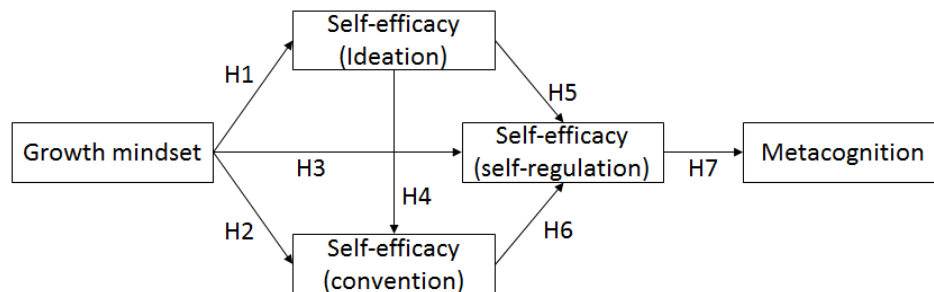 Self-efficacy
(Ideation)
H1
H5
Growth mindset
H3
Self-efficacy
(self-regulation)
H7
Metacognition
H4
H2
H6
Self-efficacy
(convention)